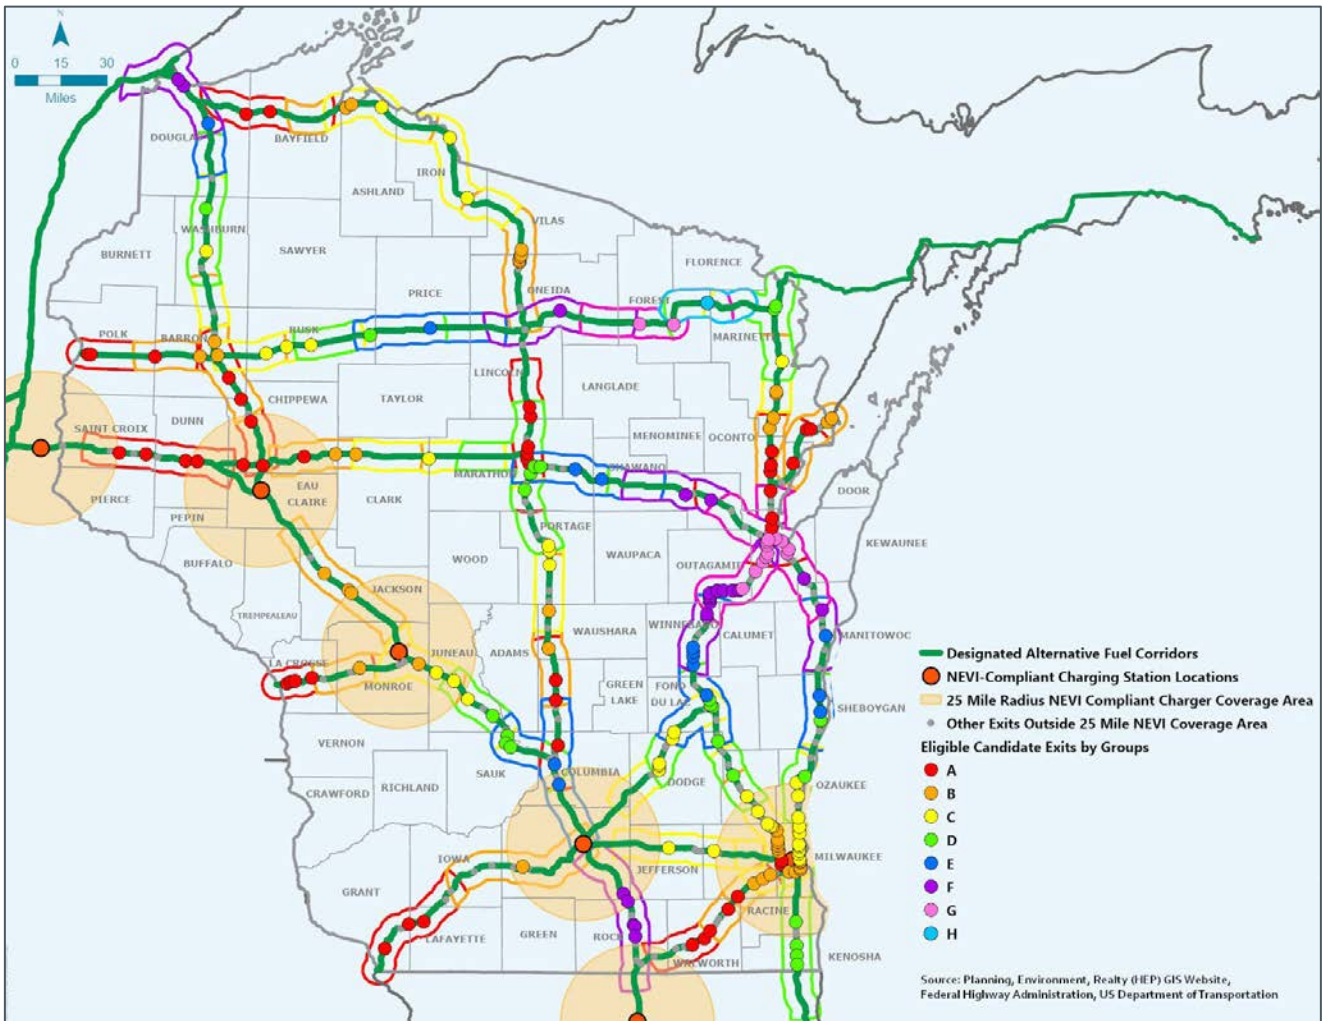 N
0 15 30
Miles
DOUGLA
BAYFIELD
IRON
ASHLAND
VILAS
WASHBURN
BURNETT
SAWYER
FLORENCE
PRICE
ONEIDA
FOREST
POLK
BARRON
RUSK
MARINETT
LINCOLN
LANGLADE
CHIPPEWA
TAYLOR
DUNN
SAINT CROIX
MENOMINEE
OCONTO
MARATHON
SHAWANO
PIERCE
EAU
CLAIRE
CLARK
DOOR
PEPIN
PORTAGE
KEWAUNEE
BUFFALO
WOOD
WAUPACA
OUTAGAMIE
JACKSON
TREMPEALEAU
WAUSHARA
WINNEBAGO
CALUMET
MANITOWOC
LA CROSSE
JUNEAU
ADAMS
MONROE
GREEN
LAKE
FOND
DU LAC
SHEBOYGAN
VERNON
SAUK
COLUMBIA
DODGE
OZAUKEE
CRAWFORD
RICHLAND
IOWA
JEFFERSON
MILWAUKEE
GRANT
RACINE
LAFAYETTE
GREEN
ROCK
WALWORTH
KENOSHA
Designated Alternative Fuel Corridors
NEVI-Compliant Charging Station Locations
25 Mile Radius NEVI Compliant Charger Coverage Area
Other Exits Outside 25 Mile NEVI Coverage Area
Eligible Candidate Exits by Groups
A
B
C
D
E
F
G
H
Source: Planning, Environment, Realty (HEP) GIS Website,
Federal Highway Administration, US Department of Transportation